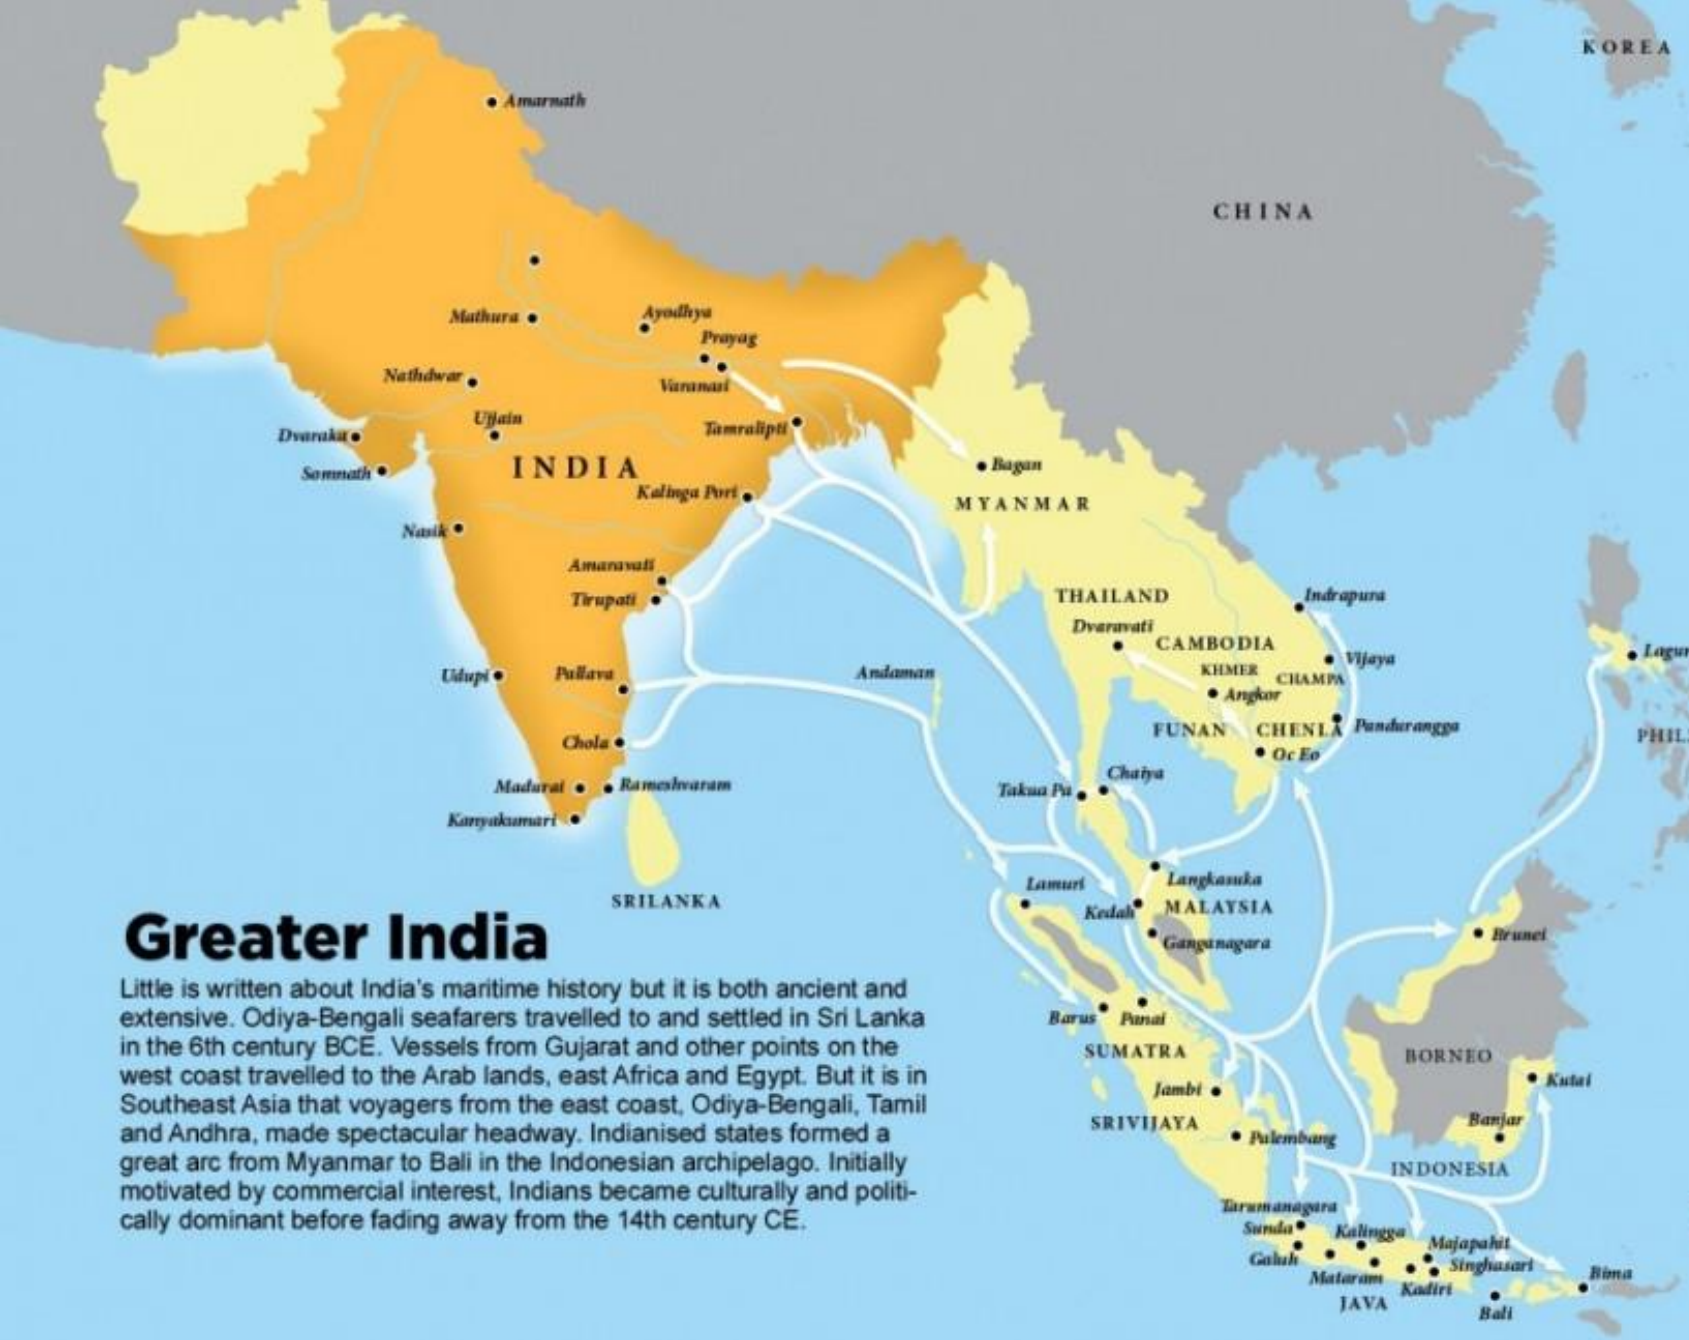 KOREA
Amarnath
CHINA
Mathura
Ayodhya
Prayag
Nathdwar
Varanasi
Ujjain
Dvaraka
Tamralipti
Somnath
INDIA
Bagan
Kalinga Puri
MYANMAR
Nasik
Amaravati
Tirupati
THAILAND
Indrapura
Dvaravati
CAMBODIA
Lagun
Vijaya
Udupi
Pallava
Andaman
KHMER
CHAMPA
Angkor
FUNAN
CHENLA
Pandurangga
PHIL
Chola
Oc Eo
Chaiya
Madurai
Rameshvaram
Takua Pa
Kanyakumari
Langkasuka
Lamuri
SRILANKA
Kedah
MALAYSIA
Brunei
Ganganagara
Greater India
Little is written about India's maritime history but it is both ancient and
extensive. Odiya-Bengali seafarers travelled to and settled in Sri Lanka
in the 6th century BCE. Vessels from Gujarat and other points on the
west coast travelled to the Arab lands, east Africa and Egypt. But it is in
Southeast Asia that voyagers from the east coast, Odiya-Bengali, Tamil
and Andhra, made spectacular headway. Indianised states formed a
great arc from Myanmar to Bali in the Indonesian archipelago. Initially
motivated by commercial interest, Indians became culturally and politi-
cally dominant before fading away from the 14th century CE.
Barus
Panai
SUMATRA
BORNEO
Jambi
Kutai
SRIVIJAYA
Banjar
Palembang
INDONESIA
Tarumanagara
Sunda
Kalingga
Majapahit
Galuh
Singhasari
Mataram
Kadiri
Bima
JAVA
Bali